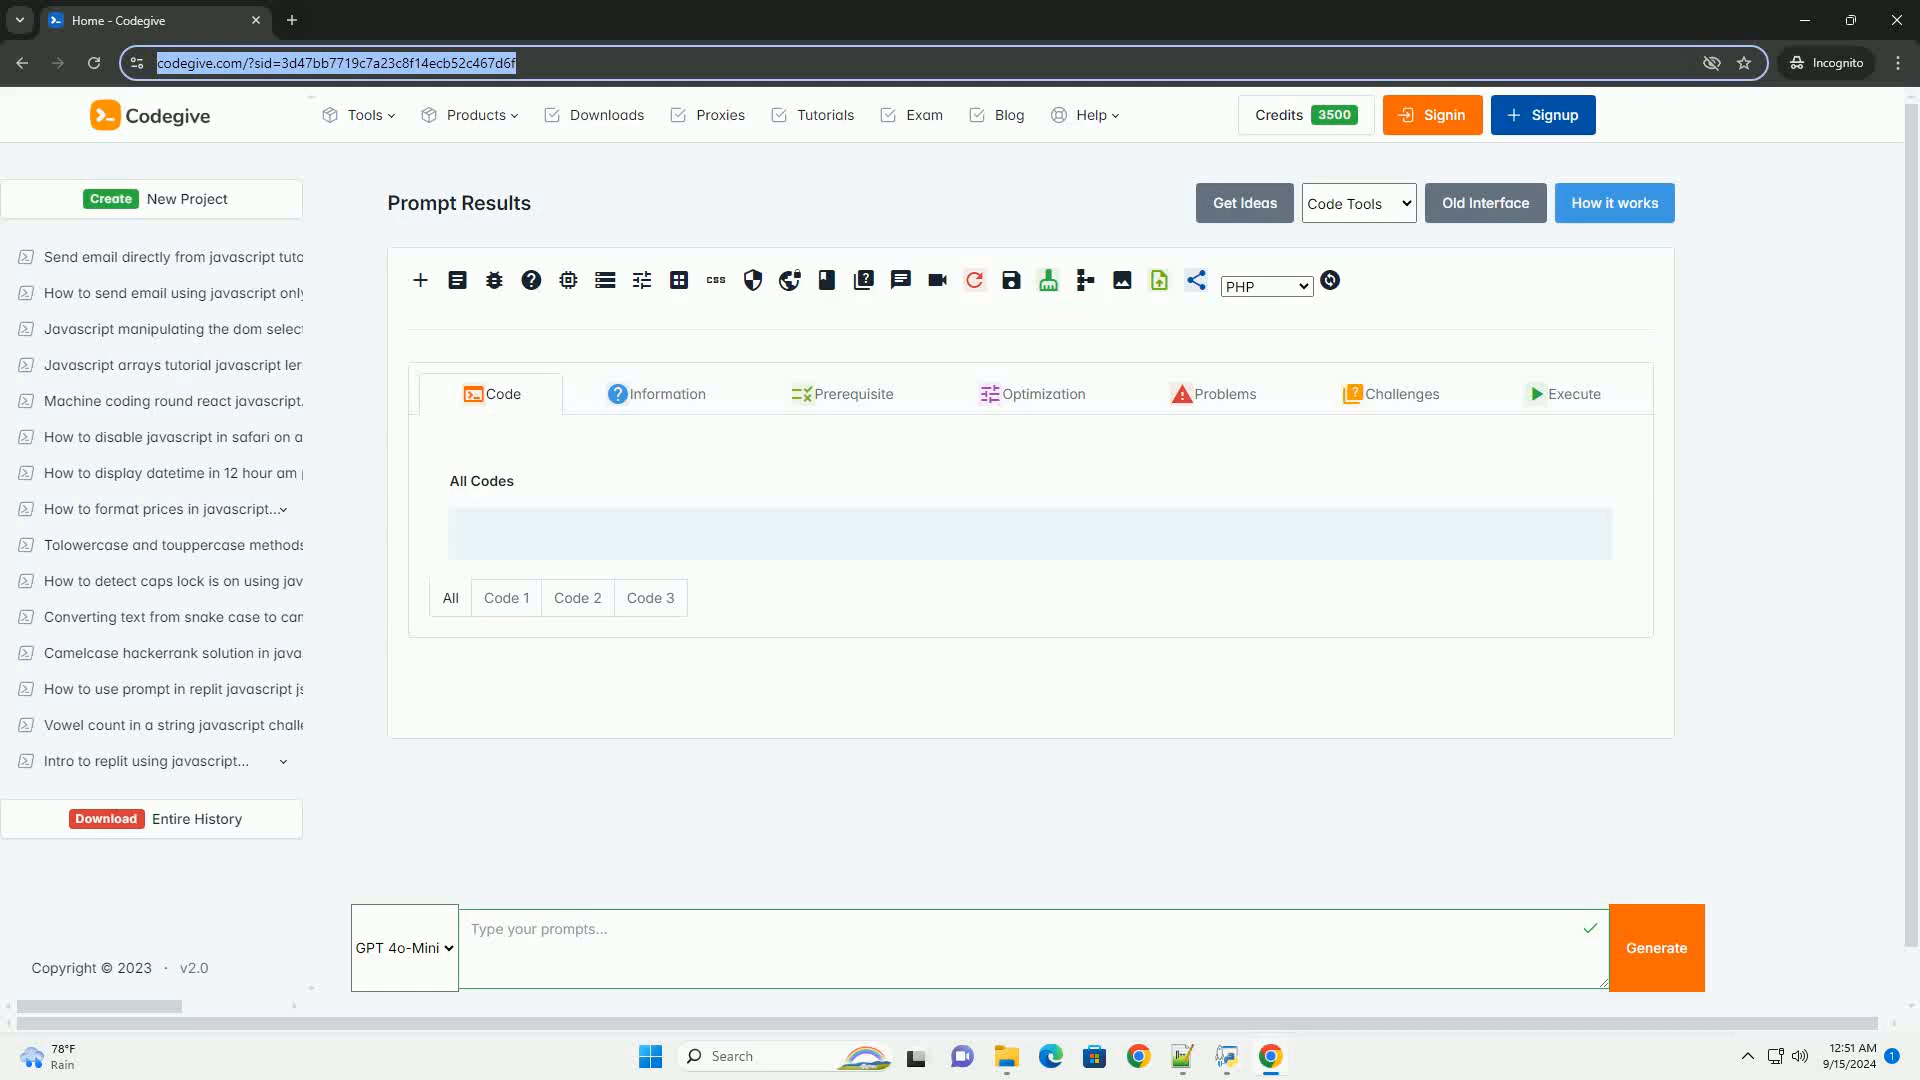 Home - Codegive
codegive.com/?sid=3d47bb7719c7a23c8f14ecb52c467d6f
Incognito
Codegive
Tools
Products
Downloads
Proxies
Tutorials
Exam
Blog
Help
Credits 3500
Signin
Signup
Create New Project
Prompt Results
Get Ideas
Code Tools
Old Interface
How it works
Send email directly from javascript tuto
How to send email using javascript only
Javascript manipulating the dom select
Javascript arrays tutorial javascript ler
Machine coding round react javascript.
How to disable javascript in safari on a
How to display datetime in 12 hour am
How to format prices in javascript...
Tolowercase and touppercase methods
How to detect caps lock is on using jav
Converting text from snake case to can
Camelcase hackerrank solution in java
How to use prompt in replit javascript js
Vowel count in a string javascript challe
Intro to replit using javascript...
Download Entire History
css
PHP
Code
Information
Prerequisite
Optimization
Problems
Challenges
Execute
All Codes
All
Code 1
Code 2
Code 3
GPT 4o-Mini
Type your prompts...
Generate
Copyright © 2023 · v2.0
78°F
Rain
Search
12:51 AM
9/15/2024
1